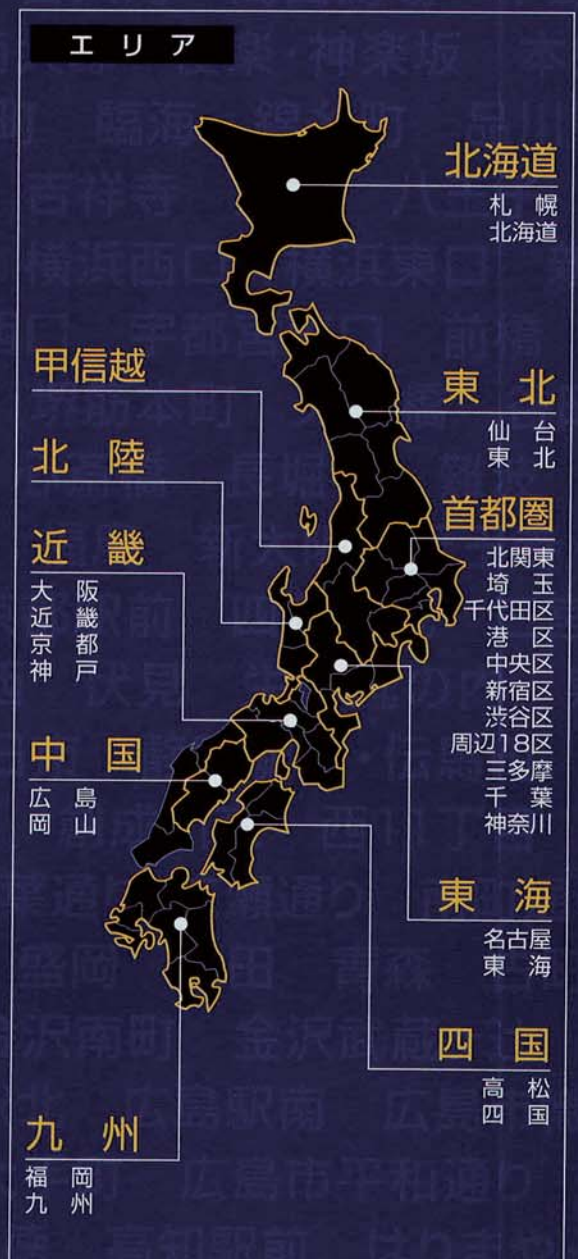 エリア
北海道
札幌
北海道
甲信越
東北
仙台
東北
北陸
首都圏
北関東
埼玉
千代田区
港区
中央区
新宿区
渋谷区
周辺18区
三多摩
千葉
神奈川
近畿
大阪
近畿
京都
神戸
中国
広島
岡山
東海
名古屋
東海
四国
高松
四国
九州
福岡
九州